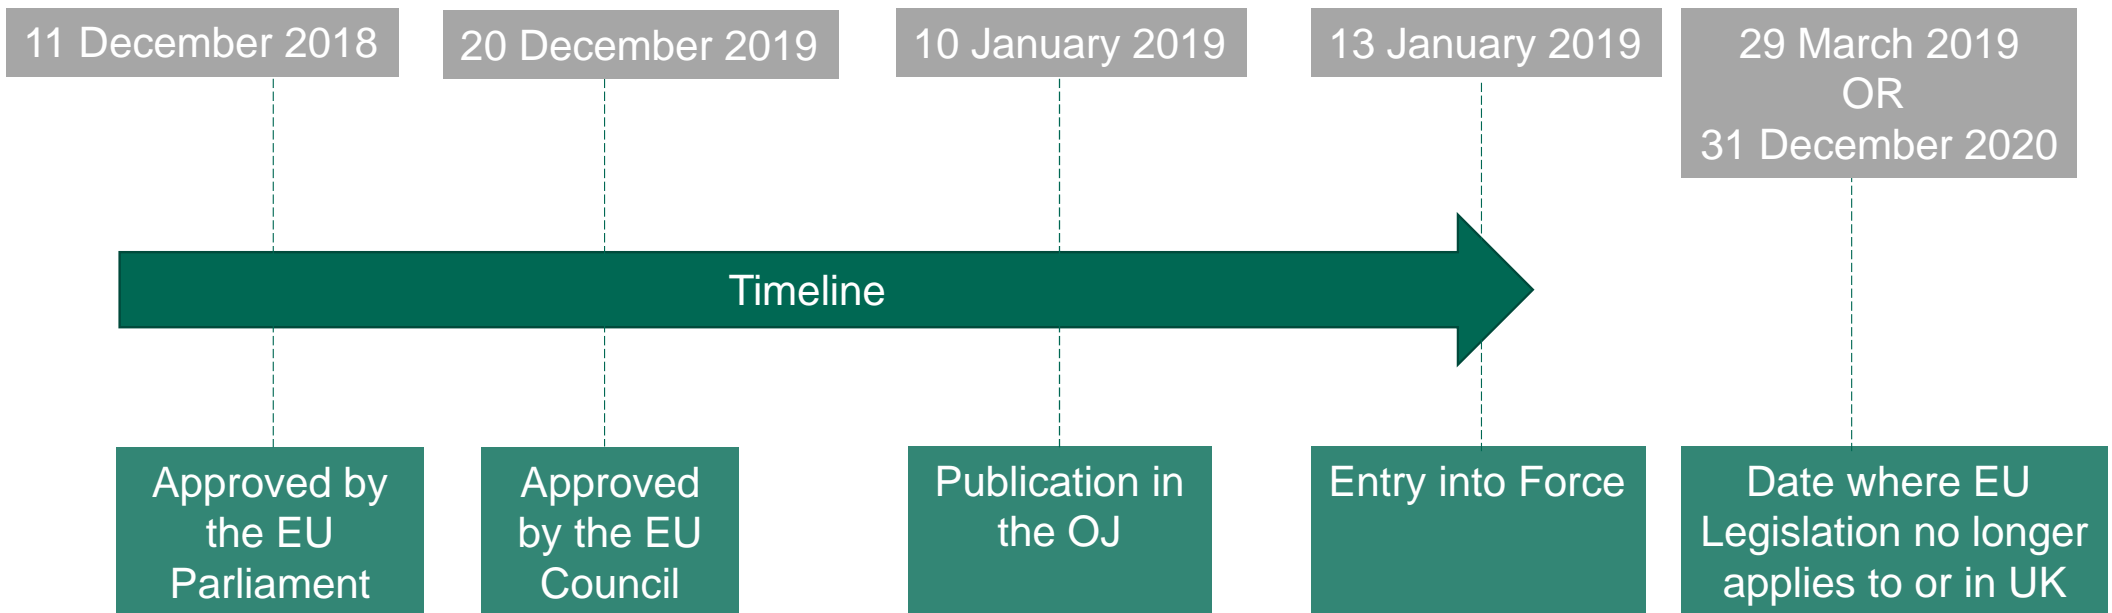 11 December 2018
20 December 2019
10 January 2019
13 January 2019
29 March 2019
OR
31 December 2020
Timeline
Approved by
the EU
Parliament
Approved
by the EU
Council
Publication in
the OJ
Entry into Force
Date where EU
Legislation no longer
applies to or in UK